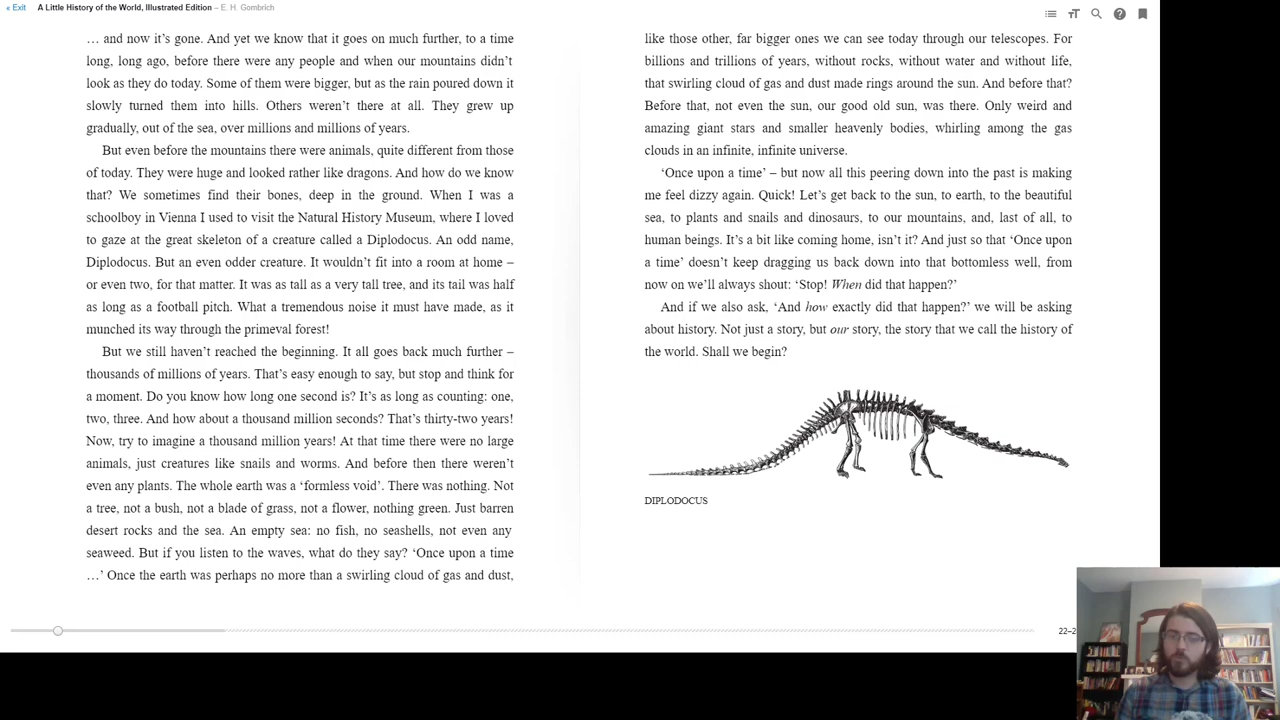 « Exit A Little History of the World, Illustrated Edition – E. H. Gombrich
… and now it’s gone. And yet we know that it goes on much further, to a time
long, long ago, before there were any people and when our mountains didn’t
look as they do today. Some of them were bigger, but as the rain poured down it
slowly turned them into hills. Others weren’t there at all. They grew up
gradually, out of the sea, over millions and millions of years.
But even before the mountains there were animals, quite different from those
of today. They were huge and looked rather like dragons. And how do we know
that? We sometimes find their bones, deep in the ground. When I was a
schoolboy in Vienna I used to visit the Natural History Museum, where I loved
to gaze at the great skeleton of a creature called a Diplodocus. An odd name,
Diplodocus. But an even odder creature. It wouldn’t fit into a room at home –
or even two, for that matter. It was as tall as a very tall tree, and its tail was half
as long as a football pitch. What a tremendous noise it must have made, as it
munched its way through the primeval forest!
But we still haven’t reached the beginning. It all goes back much further –
thousands of millions of years. That’s easy enough to say, but stop and think for
a moment. Do you know how long one second is? It’s as long as counting: one,
two, three. And how about a thousand million seconds? That’s thirty-two years!
Now, try to imagine a thousand million years! At that time there were no large
animals, just creatures like snails and worms. And before then there weren’t
even any plants. The whole earth was a ‘formless void’. There was nothing. Not
a tree, not a bush, not a blade of grass, not a flower, nothing green. Just barren
desert rocks and the sea. An empty sea: no fish, no seashells, not even any
seaweed. But if you listen to the waves, what do they say? ‘Once upon a time
…’ Once the earth was perhaps no more than a swirling cloud of gas and dust,
like those other, far bigger ones we can see today through our telescopes. For
billions and trillions of years, without rocks, without water and without life,
that swirling cloud of gas and dust made rings around the sun. And before that?
Before that, not even the sun, our good old sun, was there. Only weird and
amazing giant stars and smaller heavenly bodies, whirling among the gas
clouds in an infinite, infinite universe.
‘Once upon a time’ – but now all this peering down into the past is making
me feel dizzy again. Quick! Let’s get back to the sun, to earth, to the beautiful
sea, to plants and snails and dinosaurs, to our mountains, and, last of all, to
human beings. It’s a bit like coming home, isn’t it? And just so that ‘Once upon
a time’ doesn’t keep dragging us back down into that bottomless well, from
now on we’ll always shout: ‘Stop! When did that happen?’
And if we also ask, ‘And how exactly did that happen?’ we will be asking
about history. Not just a story, but our story, the story that we call the history of
the world. Shall we begin?
DIPLODOCUS
22–2